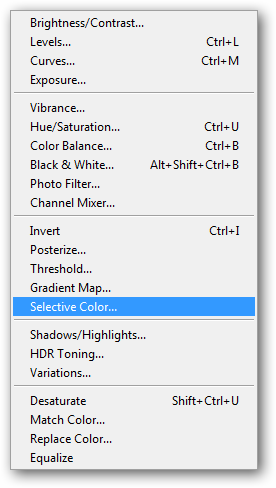 Brightness/Contrast...
Levels... Ctrl+L
Curves... Ctrl+M
Exposure...
Vibrance...
Hue/Saturation... Ctrl+U
Color Balance... Ctrl+B
Black & White... Alt+Shift+Ctrl+B
Photo Filter...
Channel Mixer...
Invert Ctrl+I
Posterize...
Threshold...
Gradient Map...
Selective Color...
Shadows/Highlights...
HDR Toning...
Variations...
Desaturate Shift+Ctrl+U
Match Color...
Replace Color...
Equalize